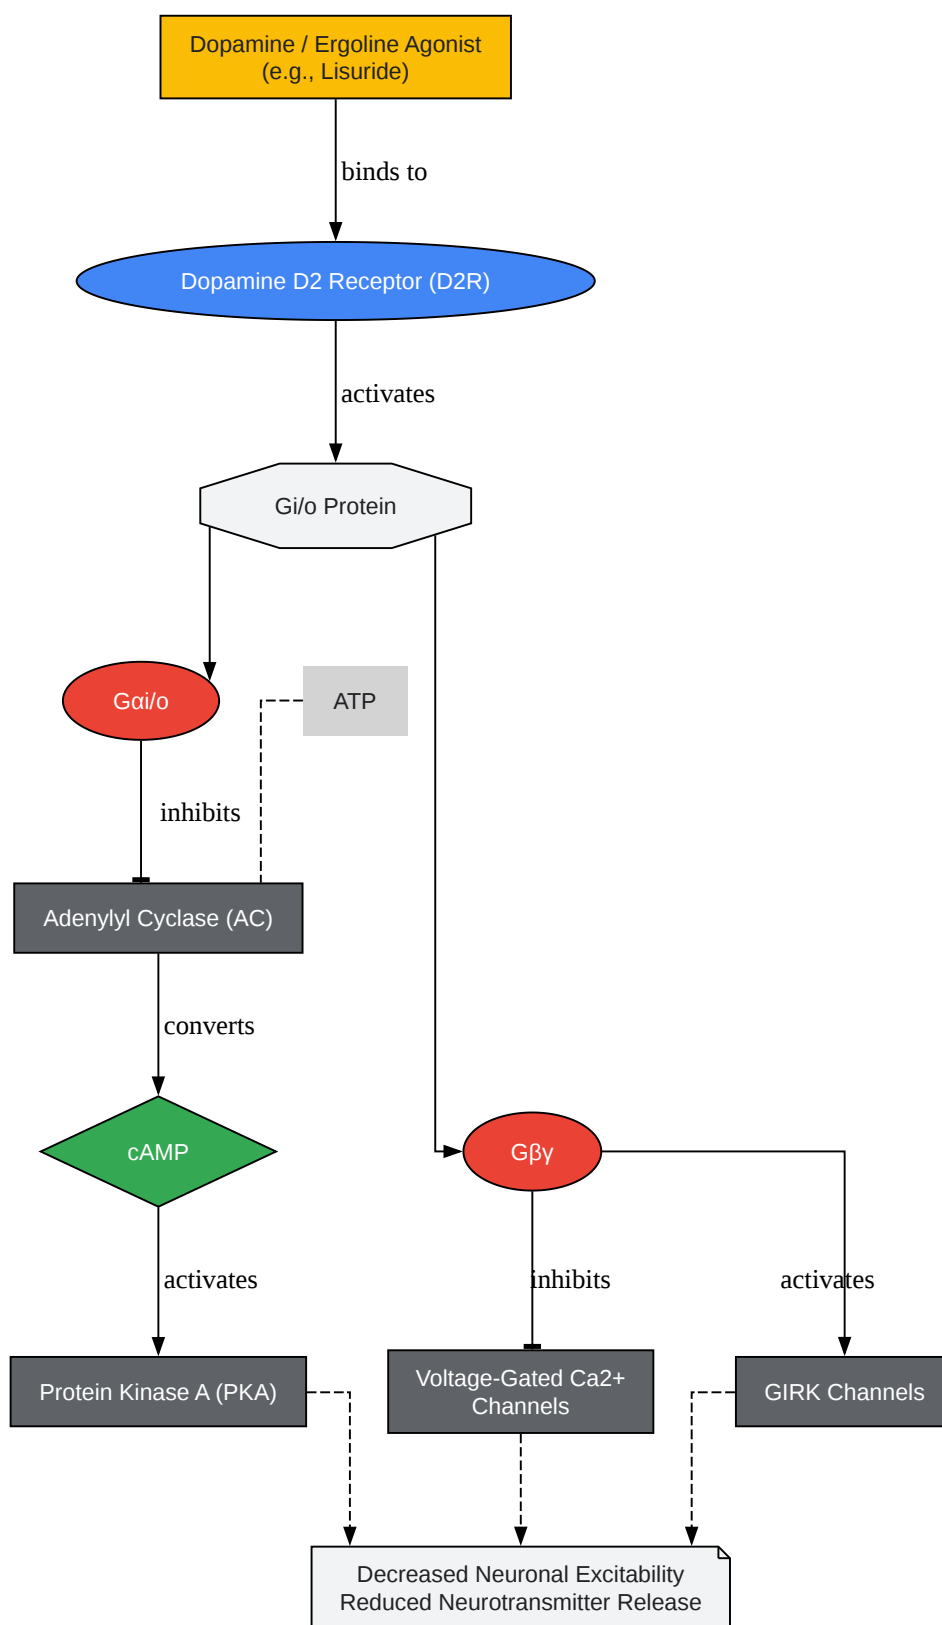 Dopamine / Ergoline Agonist
(e.g., Lisuride)
binds to
Dopamine D2 Receptor (D2R)
activates
Gi/o Protein
Gαi/o
ATP
inhibits
Adenylyl Cyclase (AC)
converts
cAMP
Gβγ
activates
inhibits
activates
Protein Kinase A (PKA)
Voltage-Gated Ca2+
Channels
GIRK Channels
Decreased Neuronal Excitability
Reduced Neurotransmitter Release